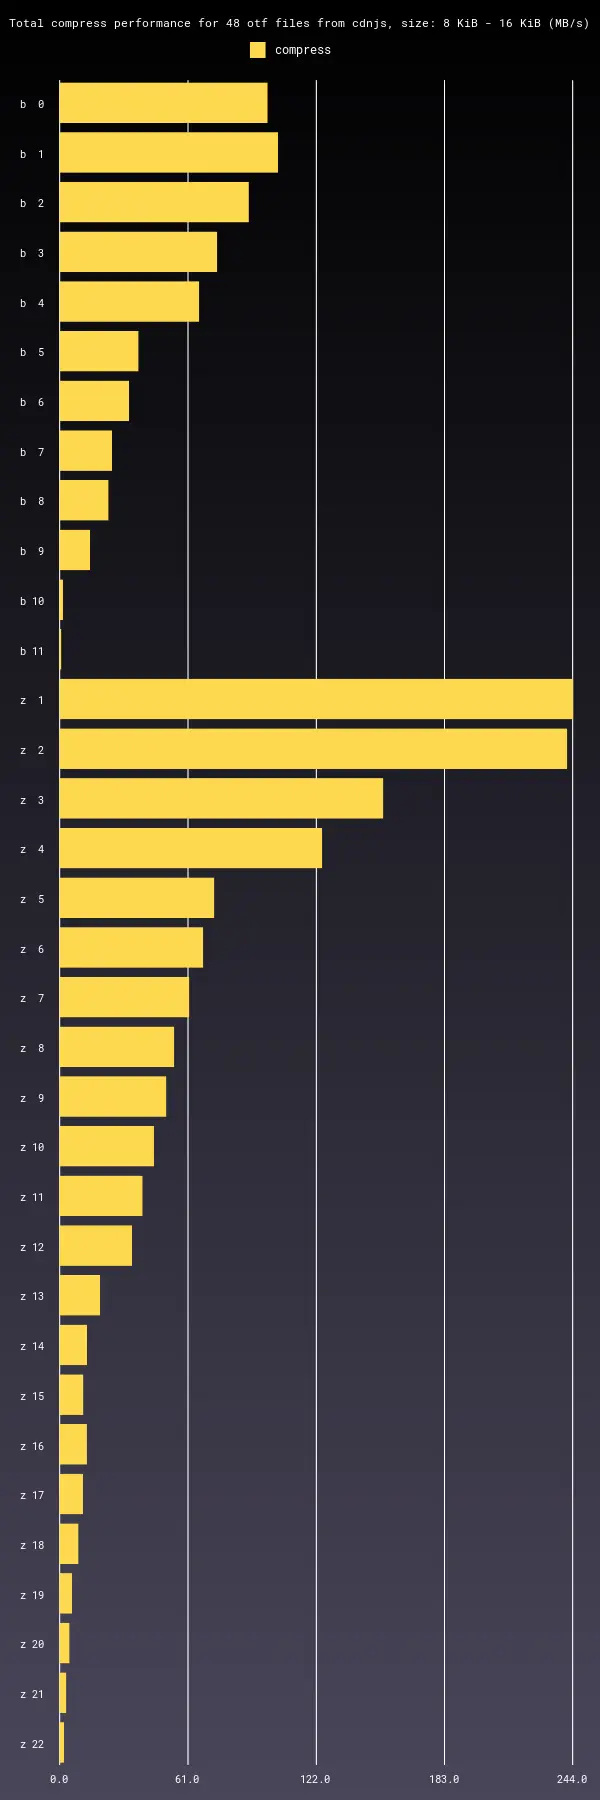 Total compress performance for 48 otf files from cdnjs, size: 8 KiB - 16 KiB (MB/s)
compress
b 0
b 1
b 2
b 3
b 4
b 5
b 6
b 7
b 8
b 9
b 10
b 11
z 1
z 2
z 3
z 4
z 5
z 6
z 7
z 8
z 9
z 10
z 11
z 12
z 13
z 14
z 15
z 16
z 17
z 18
z 19
z 20
z 21
z 22
0.0 61.0 122.0 183.0 244.0